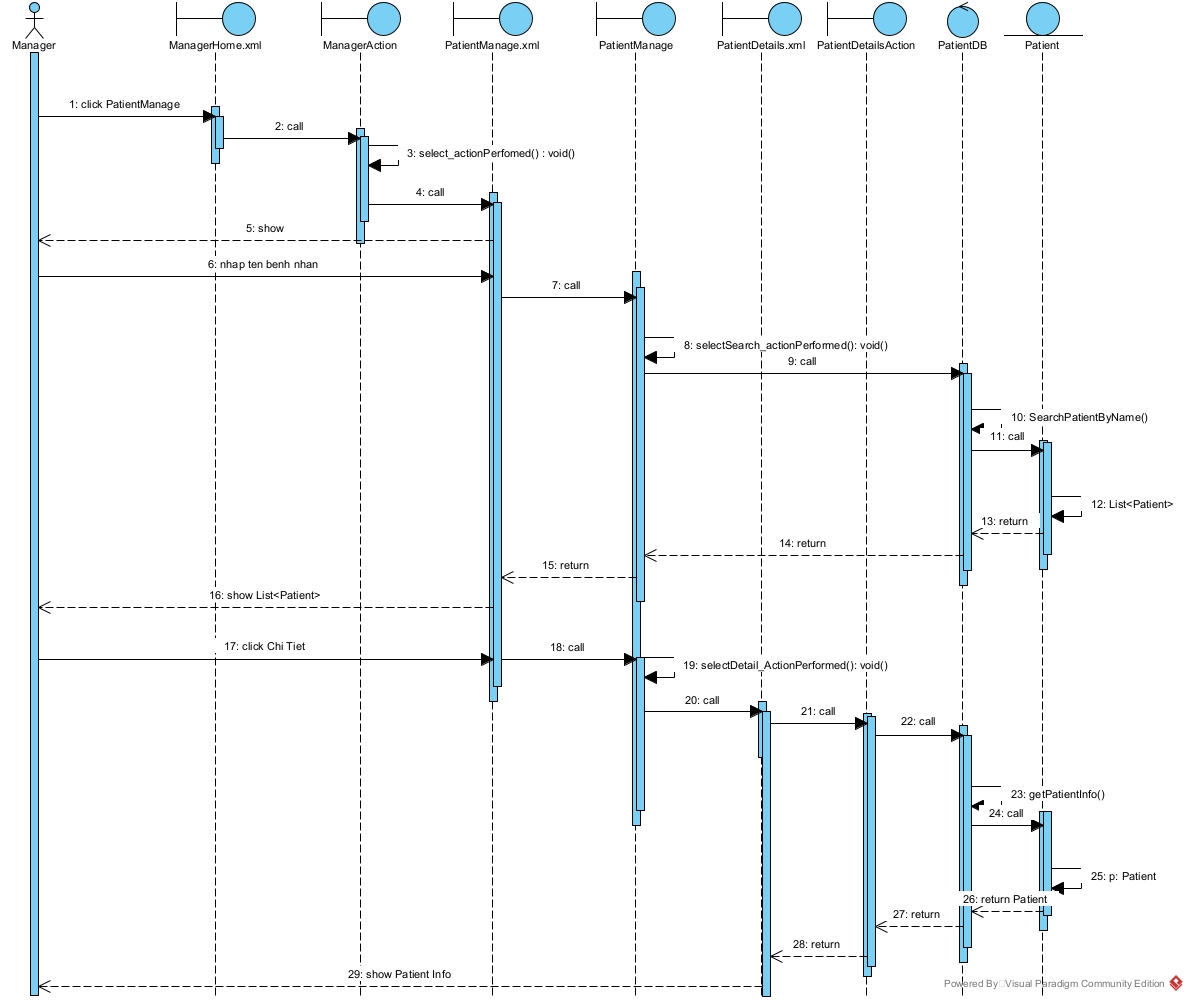 Manager
ManagerHome.xml
ManagerAction
PatientManage.xml
PatientManage
PatientDetails.xml
PatientDetailsAction
PatientDB
Patient
1: click PatientManage
2: call
3: select_actionPerfomed() : void()
4: call
5: show
6: nhap ten benh nhan
7: call
8: selectSearch_actionPerformed(): void()
9: call
10: SearchPatientByName()
11: call
12: List<Patient>
13: return
14: return
15: return
16: show List<Patient>
17: click Chi Tiet
18: call
19: selectDetail_ActionPerformed(): void()
20: call
21: call
22: call
23: getPatientInfo()
24: call
25: p: Patient
26: return Patient
27: return
28: return
29: show Patient Info
Powered By Visual Paradigm Community Edition